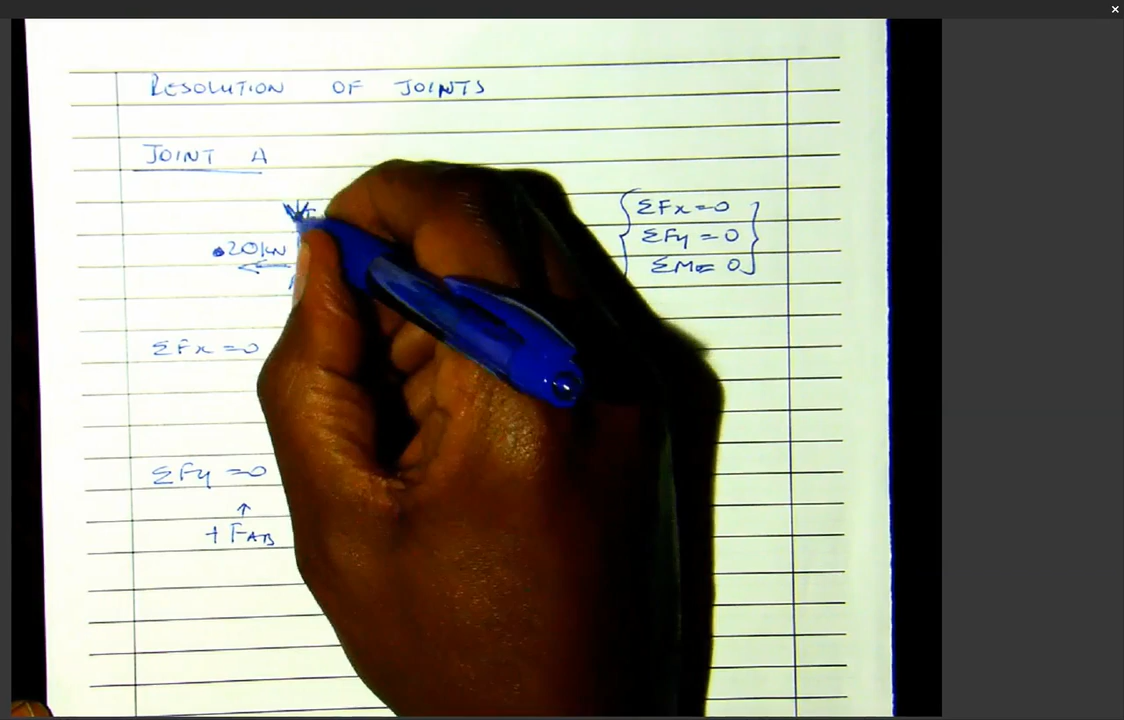 RESOLUTION OF JOINTS
JOINT A
ΣFx=0
ΣFy=0
ΣM=0
20kN
ΣFx=0
ΣFy=0
↑
+ FAB